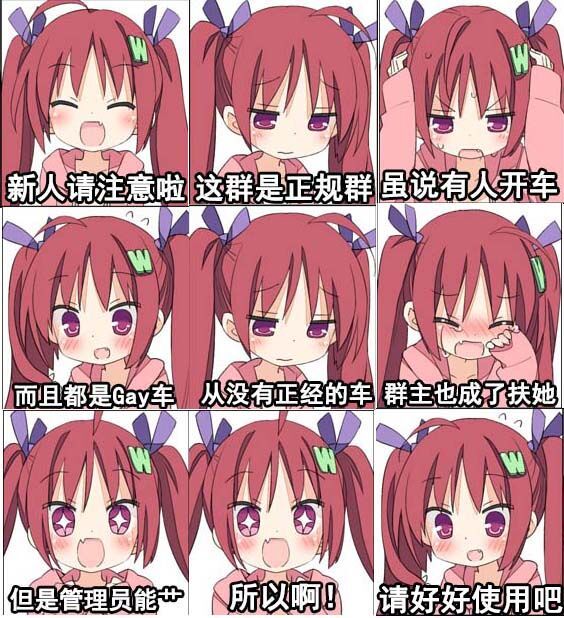 新人请注意啦
这群是正规群
虽说有人开车
而且都是Gay车
从没有正经的车
群主也成了扶她
但是管理员能艹
所以啊！
请好好使用吧